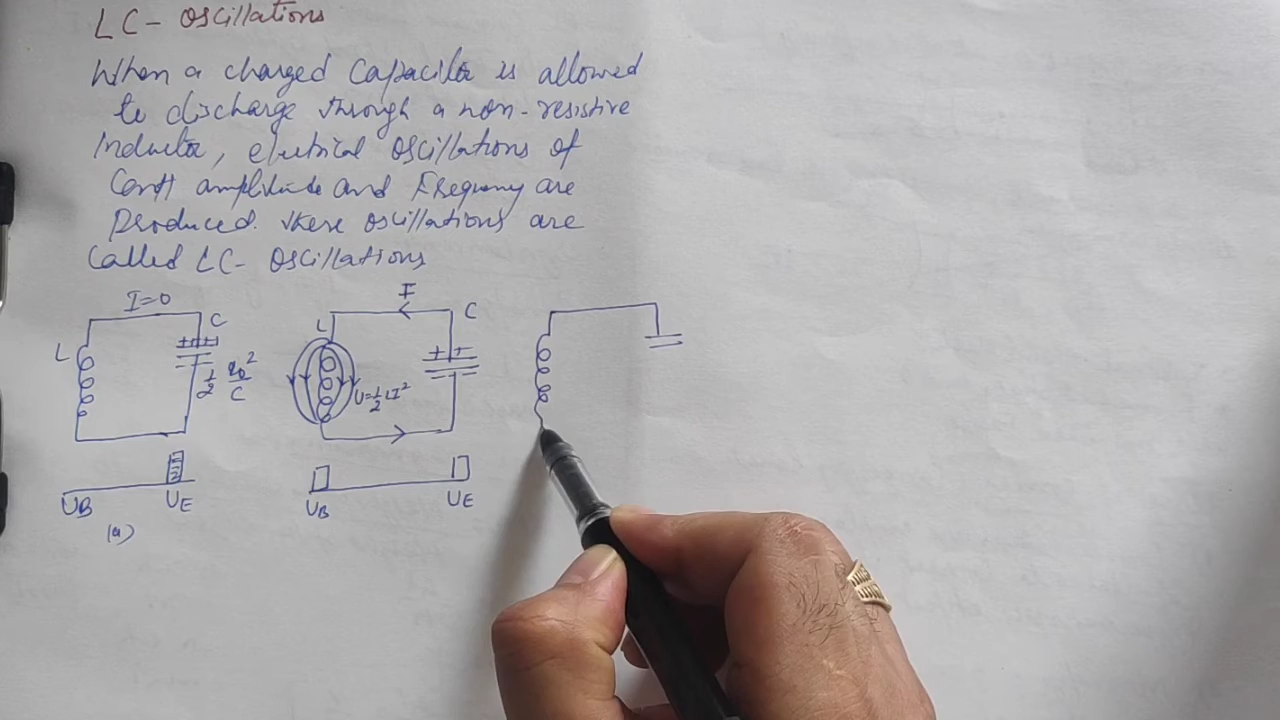 LC- Oscillations
When a charged Capacitor is allowed
to discharge through a non-resistive
Inductor, electrical oscillations of
Const amplitude and Frequency are
Produced. These oscillations are
Called LC- Oscillations
I=0
L
C
++++
1/2 q0²/C
UB
UE
(a)
I
L
C
++
U=1/2 LI²
UB
UE